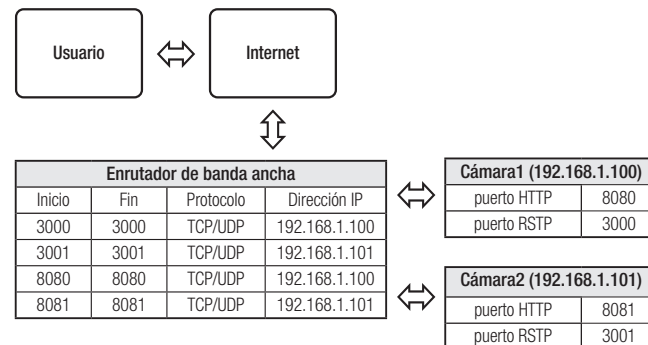 Usuario
Internet
Enrutador de banda ancha
Inicio Fin Protocolo Dirección IP
3000 3000 TCP/UDP 192.168.1.100
3001 3001 TCP/UDP 192.168.1.101
8080 8080 TCP/UDP 192.168.1.100
8081 8081 TCP/UDP 192.168.1.101
Cámara1 (192.168.1.100)
puerto HTTP 8080
puerto RSTP 3000
Cámara2 (192.168.1.101)
puerto HTTP 8081
puerto RSTP 3001